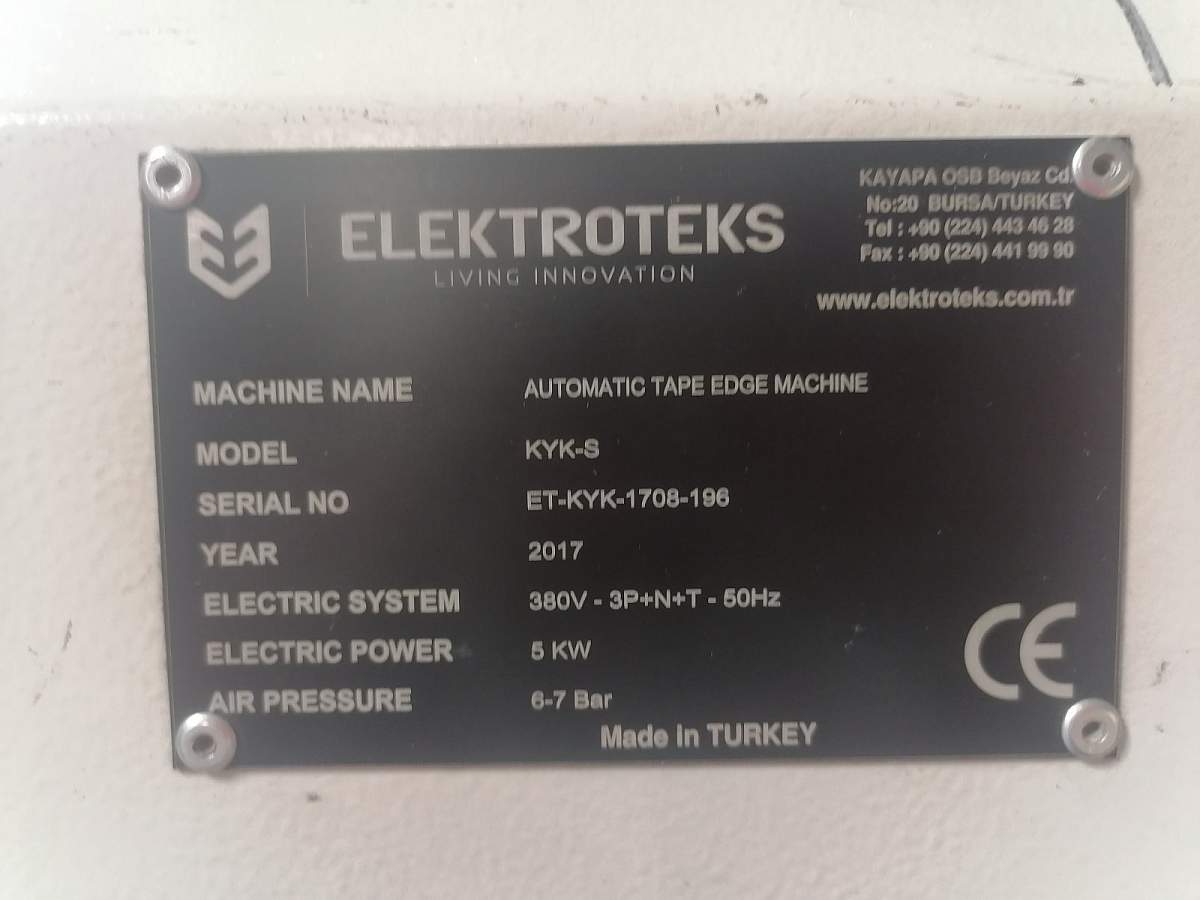 ELEKTROTEKS
LIVING INNOVATION
KAYAPA OSB Beyaz Cd.
No:20 BURSA/TURKEY
Tel : +90 (224) 443 46 28
Fax : +90 (224) 441 99 90
www.elektroteks.com.tr
MACHINE NAME AUTOMATIC TAPE EDGE MACHINE
MODEL KYK-S
SERIAL NO ET-KYK-1708-196
YEAR 2017
ELECTRIC SYSTEM 380V - 3P+N+T - 50Hz
ELECTRIC POWER 5 KW
AIR PRESSURE 6-7 Bar
CE
Made in TURKEY